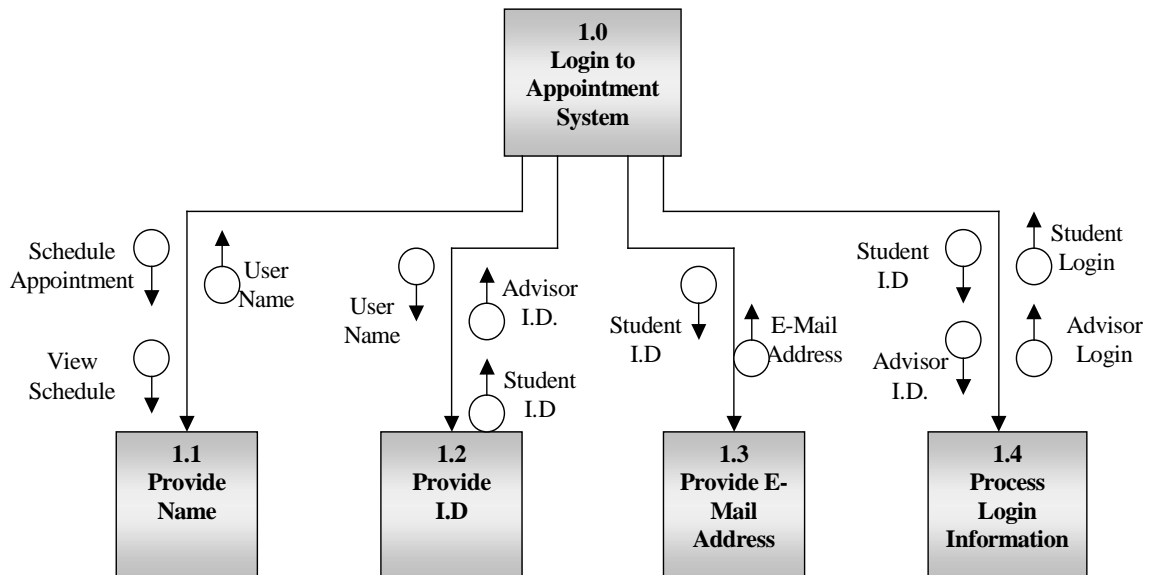 1.0
Login to
Appointment
System
Schedule
Appointment
User
Name
View
Schedule
User
Name
Advisor
I.D.
Student
I.D
Student
I.D
E-Mail
Address
Student
I.D
Student
Login
Advisor
I.D.
Advisor
Login
1.1
Provide
Name
1.2
Provide
I.D
1.3
Provide E-
Mail
Address
1.4
Process
Login
Information